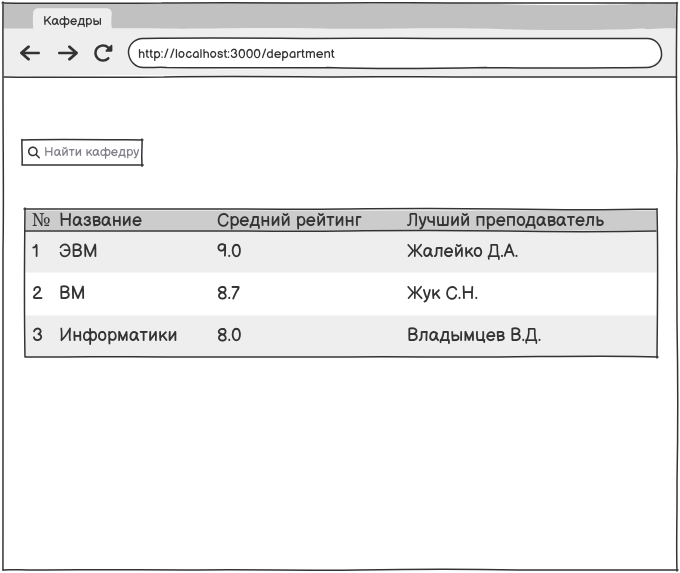 Кафедры
http://localhost:3000/department
Найти кафедру
№ Название Средний рейтинг Лучший преподаватель
1 ЭВМ 9.0 Жалейко Д.А.
2 ВМ 8.7 Жук С.Н.
3 Информатики 8.0 Владымцев В.Д.